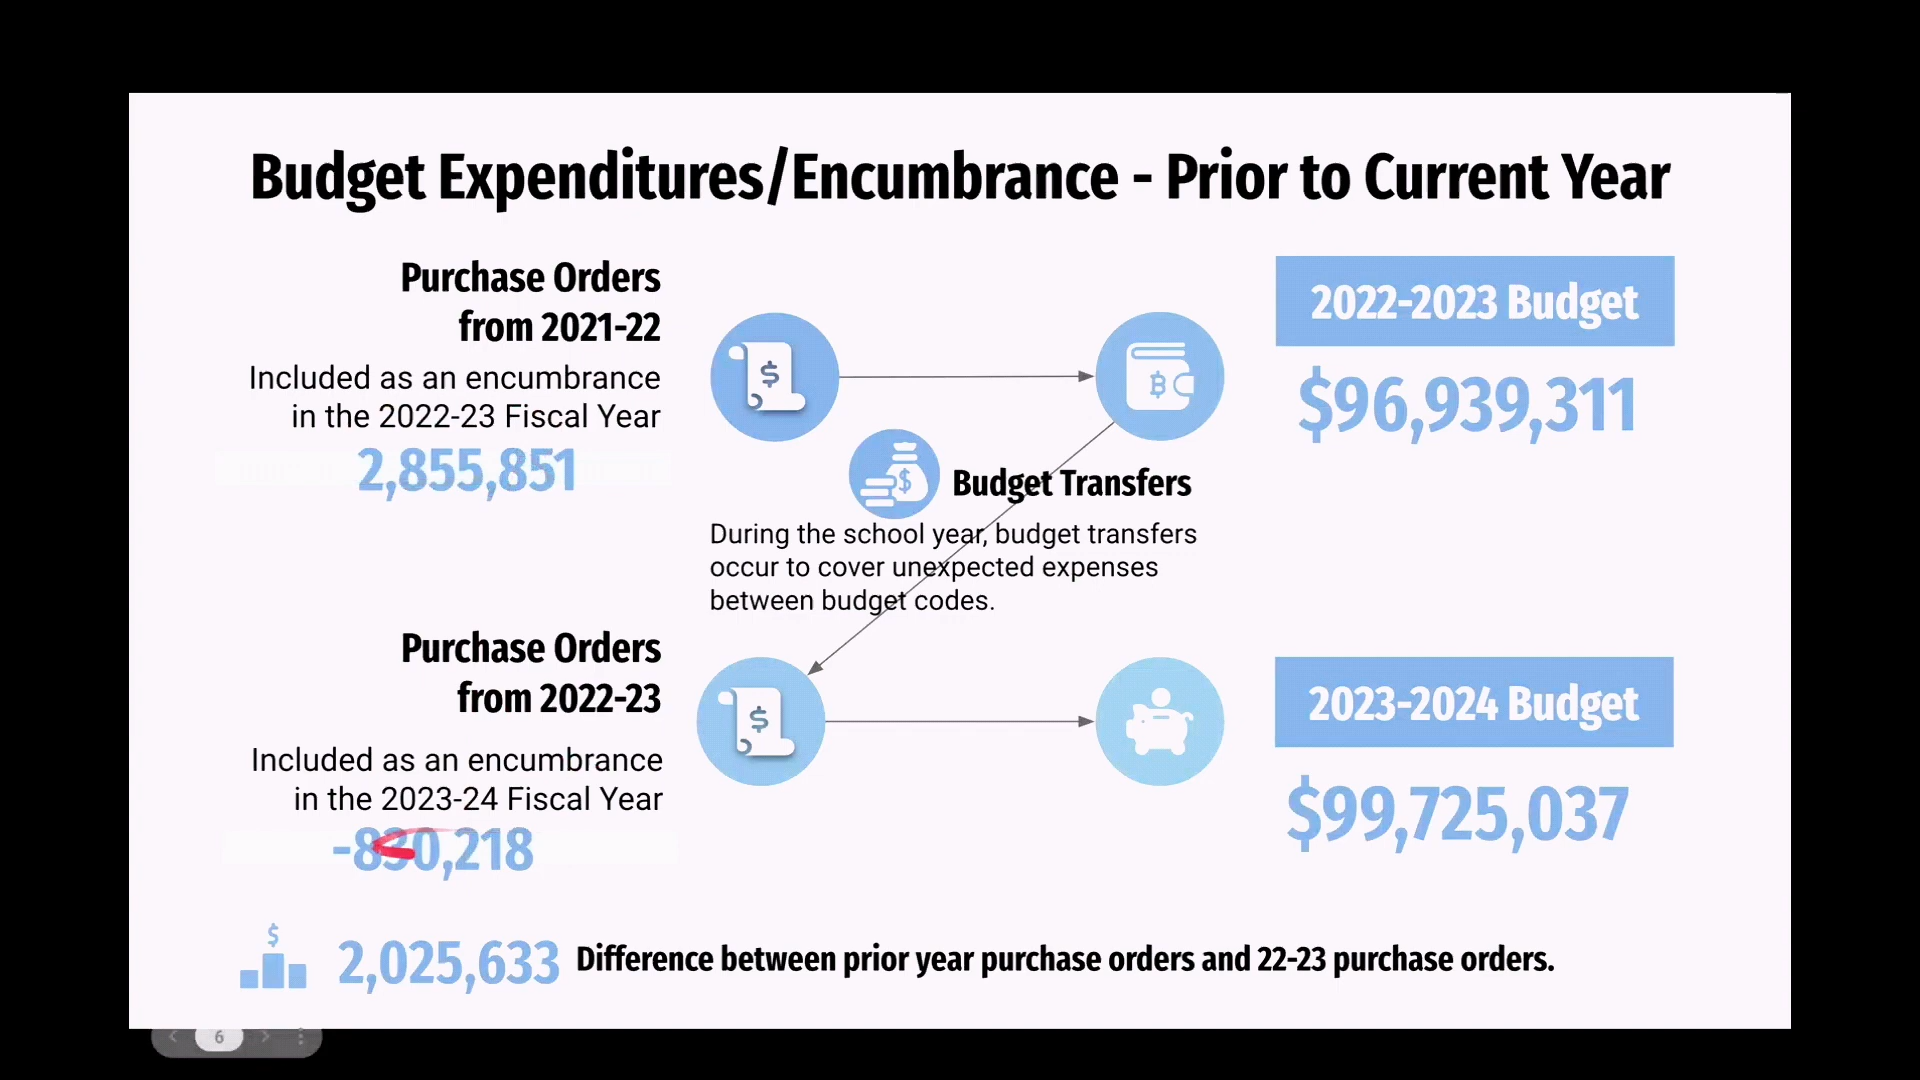 Budget Expenditures/Encumbrance - Prior to Current Year
Purchase Orders
from 2021-22
Included as an encumbrance
in the 2022-23 Fiscal Year
2,855,851
$
B
2022-2023 Budget
$96,939,311
$
Budget Transfers
During the school year, budget transfers
occur to cover unexpected expenses
between budget codes.
Purchase Orders
from 2022-23
Included as an encumbrance
in the 2023-24 Fiscal Year
-830,218
$
2023-2024 Budget
$99,725,037
$
2,025,633 Difference between prior year purchase orders and 22-23 purchase orders.
6